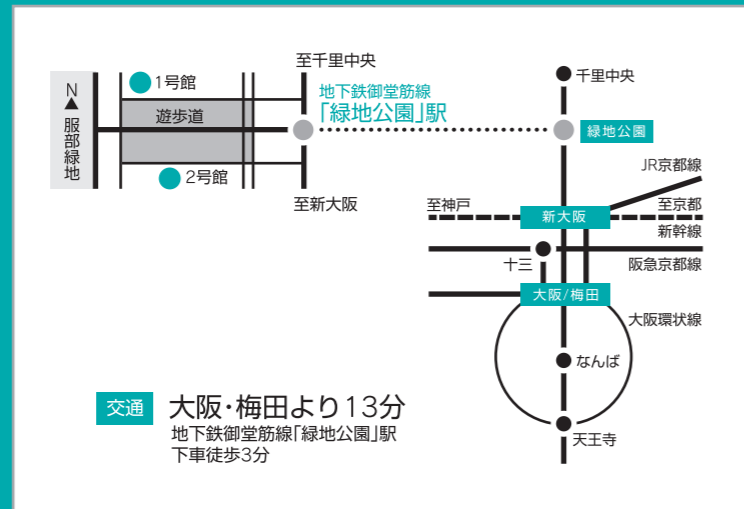 至千里中央
1号館
地下鉄御堂筋線
「緑地公園」駅
N
服部緑地
遊歩道
2号館
至新大阪
千里中央
緑地公園
JR京都線
至神戸
新大阪
至京都
新幹線
十三
阪急京都線
大阪/梅田
大阪環状線
なんば
天王寺
交通
大阪・梅田より13分
地下鉄御堂筋線「緑地公園」駅
下車徒歩3分